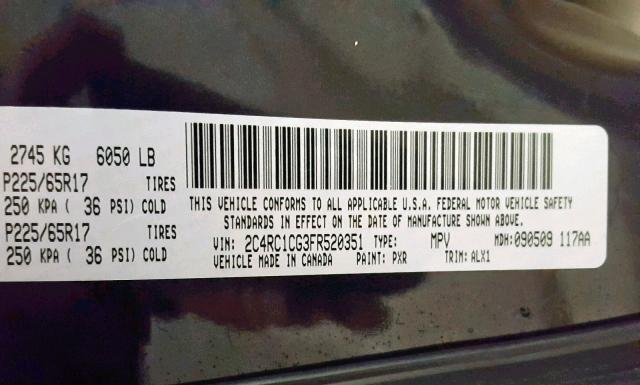 2745 KG 6050 LB
P225/65R17 TIRES
250 KPA ( 36 PSI) COLD
P225/65R17 TIRES
250 KPA ( 36 PSI) COLD
THIS VEHICLE CONFORMS TO ALL APPLICABLE U.S.A. FEDERAL MOTOR VEHICLE SAFETY
STANDARDS IN EFFECT ON THE DATE OF MANUFACTURE SHOWN ABOVE.
VIN: 2C4RC1CG3FR520351 TYPE: MPV MDH:090509 117AA
VEHICLE MADE IN CANADA PAINT: PXR TRIM:ALX1